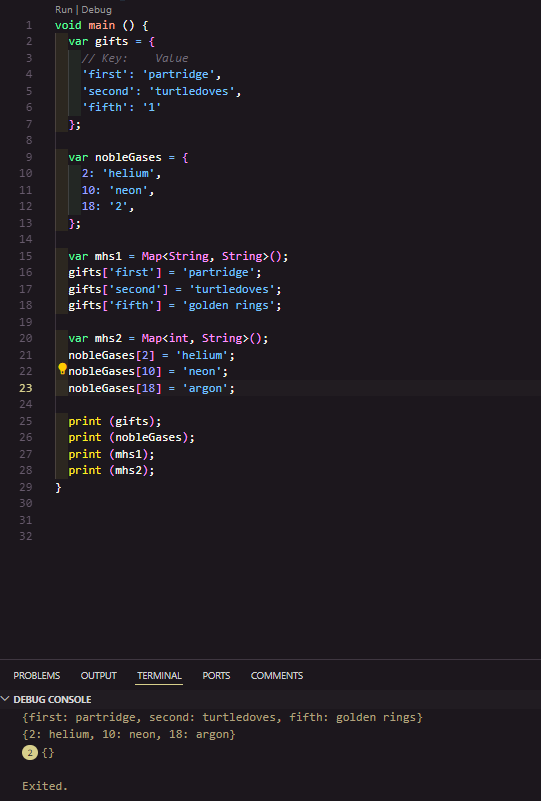 Run | Debug
1 void main () {
2 var gifts = {
3 // Key:    Value
4 'first': 'partridge',
5 'second': 'turtledoves',
6 'fifth': '1'
7 };
8
9 var nobleGases = {
10 2: 'helium',
11 10: 'neon',
12 18: '2',
13 };
14
15 var mhs1 = Map<String, String>();
16 gifts['first'] = 'partridge';
17 gifts['second'] = 'turtledoves';
18 gifts['fifth'] = 'golden rings';
19
20 var mhs2 = Map<int, String>();
21 nobleGases[2] = 'helium';
22 nobleGases[10] = 'neon';
23 nobleGases[18] = 'argon';
24
25 print (gifts);
26 print (nobleGases);
27 print (mhs1);
28 print (mhs2);
29 }
30
31
32
PROBLEMS OUTPUT TERMINAL PORTS COMMENTS
DEBUG CONSOLE
{first: partridge, second: turtledoves, fifth: golden rings}
{2: helium, 10: neon, 18: argon}
2 {}
Exited.